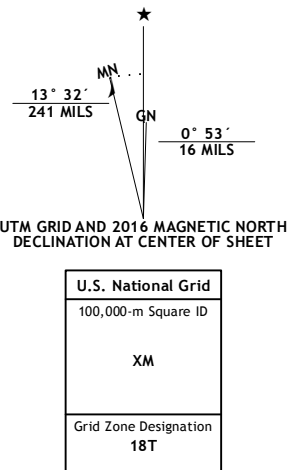 ★
MN
13° 32´
241 MILS
GN
0° 53´
16 MILS
UTM GRID AND 2016 MAGNETIC NORTH
DECLINATION AT CENTER OF SHEET
U.S. National Grid
100,000-m Square ID
XM
Grid Zone Designation
18T